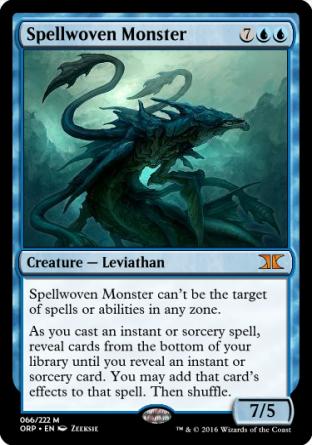 Spellwoven Monster 7
Creature — Leviathan
Spellwoven Monster can't be the target
of spells or abilities in any zone.
As you cast an instant or sorcery spell,
reveal cards from the bottom of your
library until you reveal an instant or
sorcery card. You may add that card's
effects to that spell. Then shuffle.
7/5
066/222 M
ORP • EN Zeeksie
™ & © 2016 Wizards of the Coast